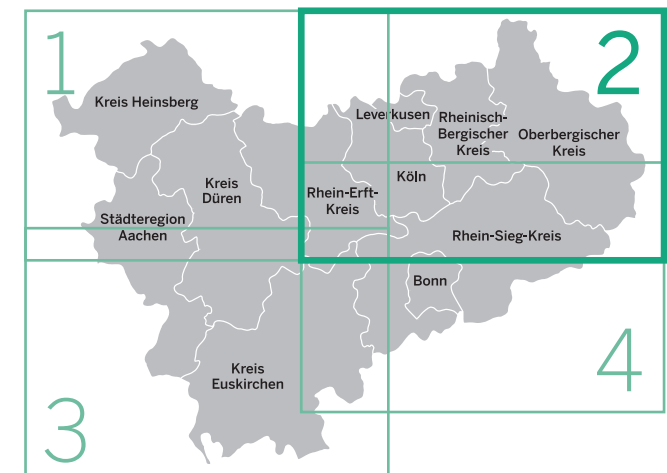 1
2
Kreis Heinsberg
Leverkusen
Rheinisch-
Bergischer
Kreis
Oberbergischer
Kreis
Kreis
Düren
Rhein-Erft-
Kreis
Köln
Städteregion
Aachen
Rhein-Sieg-Kreis
Bonn
Kreis
Euskirchen
3
4